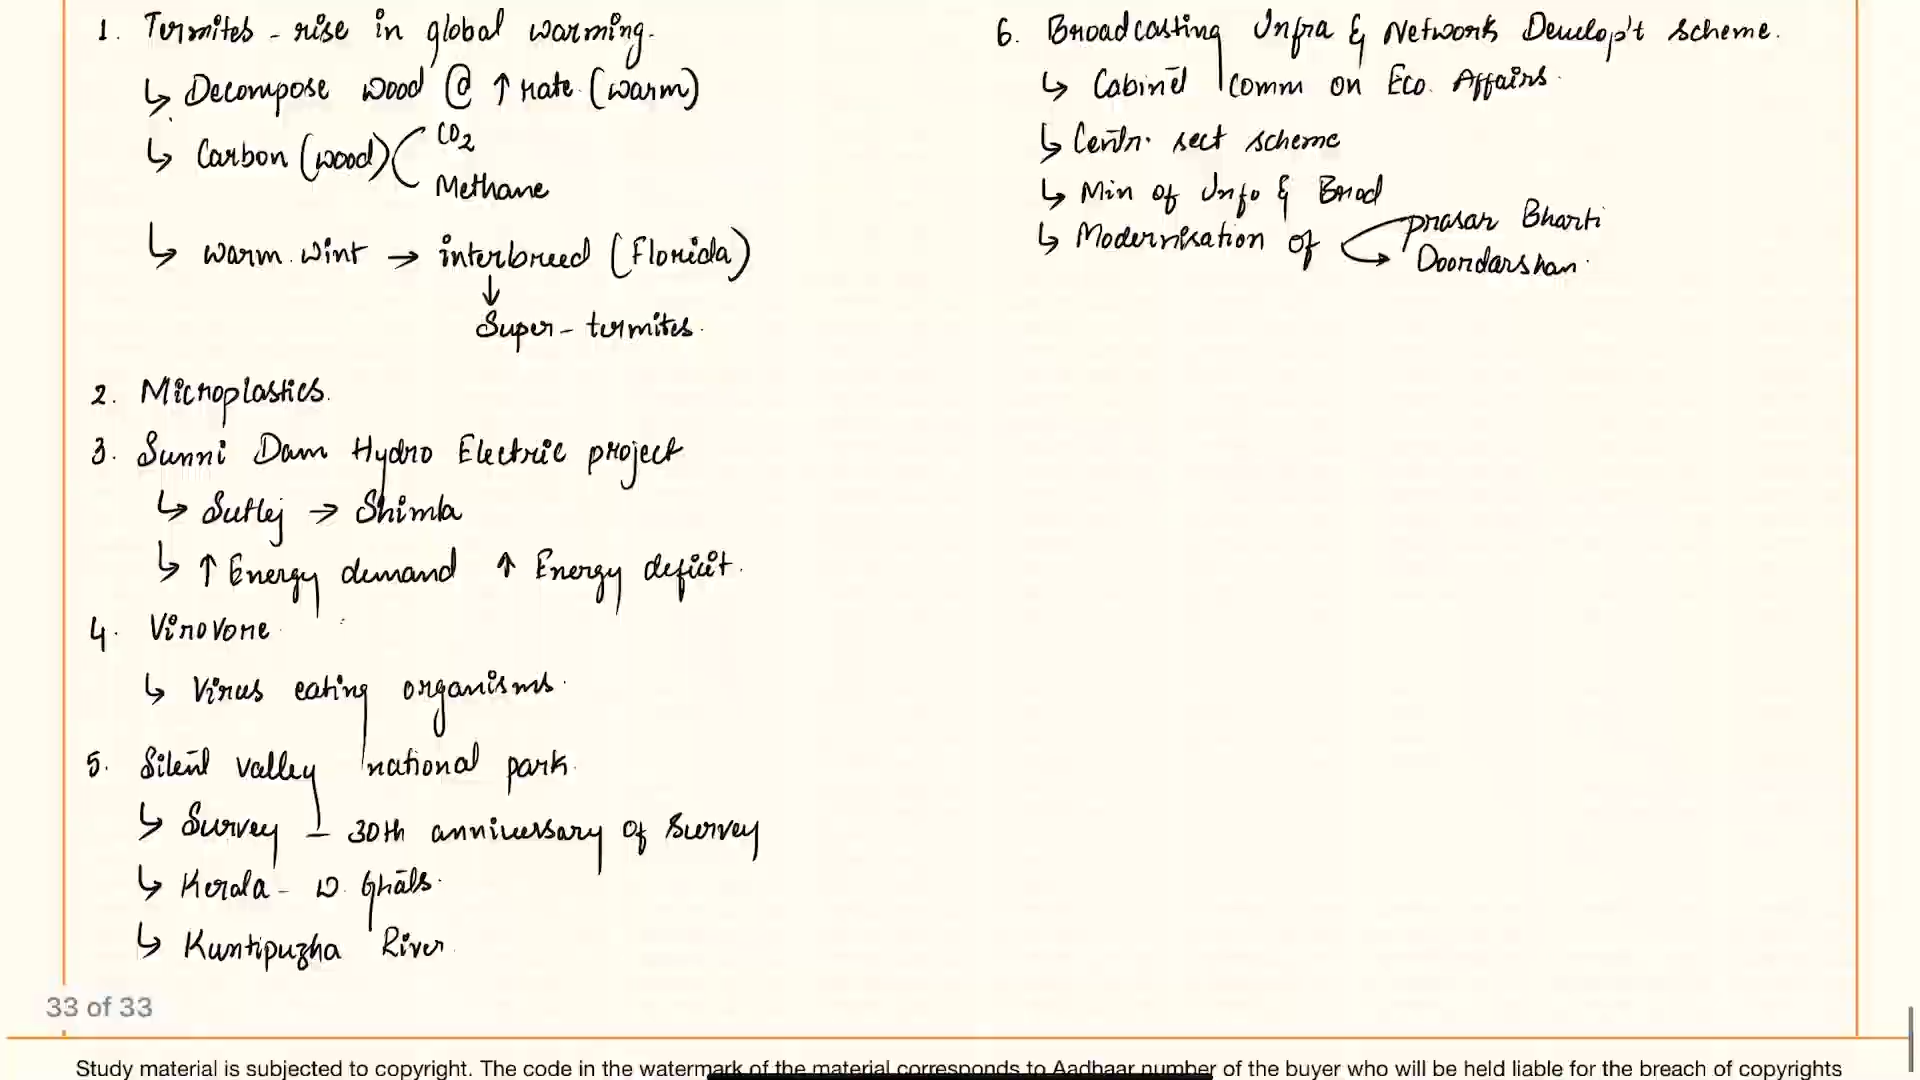 1. Termites - rise in global warming.
↳ Decompose wood @ ↑ rate (warm)
↳ Carbon (wood) CO2
Methane
↳ warm wint → interbreed (Florida)
↓
Super-termites.
2. Microplastics.
3. Sunni Dam Hydro Electric project
↳ Sutlej → Shimla
↳ ↑ Energy demand ↑ Energy deficit.
4. Virovore
↳ Virus eating organisms.
5. Silent valley national park.
↳ Survey - 30th anniversary of survey
↳ Kerala - W. Ghats.
↳ Kuntipuzha River
6. Broadcasting Infra & Network Develop't scheme.
↳ Cabinet Comm on Eco. Affairs.
↳ Centr. sect scheme
↳ Min of Info & Brod
↳ Modernisation of prasar Bharti
Doordarshan.
33 of 33
Study material is subjected to copyright. The code in the watermark of the material corresponds to Aadhaar number of the buyer who will be held liable for the breach of copyrights